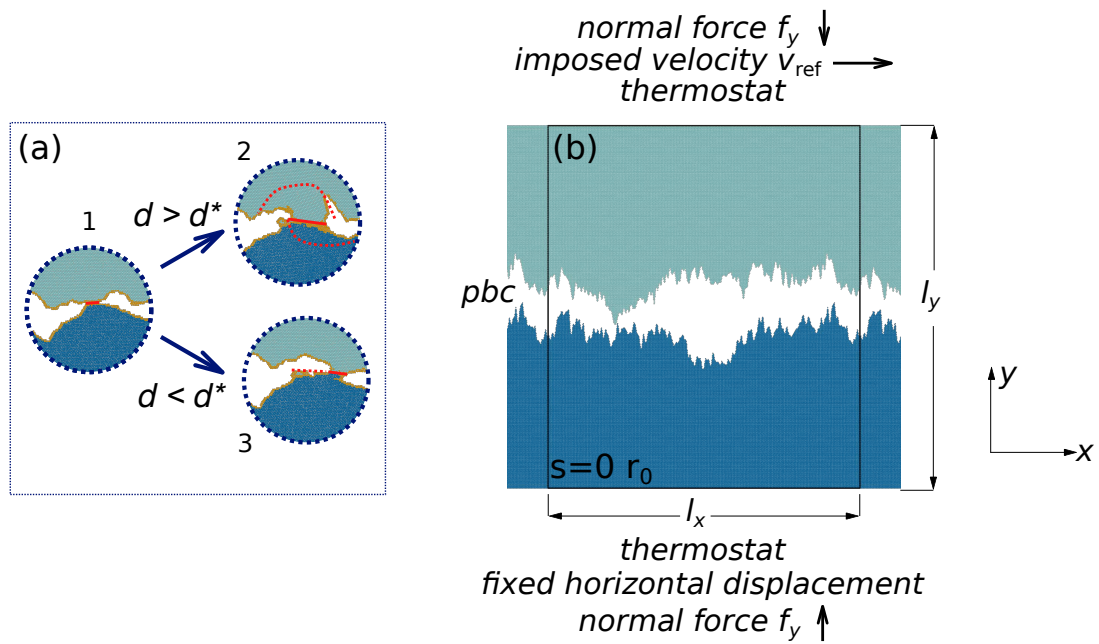 normal force f_y
imposed velocity v_ref
thermostat
(a)
1
2
3
d > d*
d < d*
(b)
pbc
s=0 r_0
l_x
l_y
y
x
thermostat
fixed horizontal displacement
normal force f_y